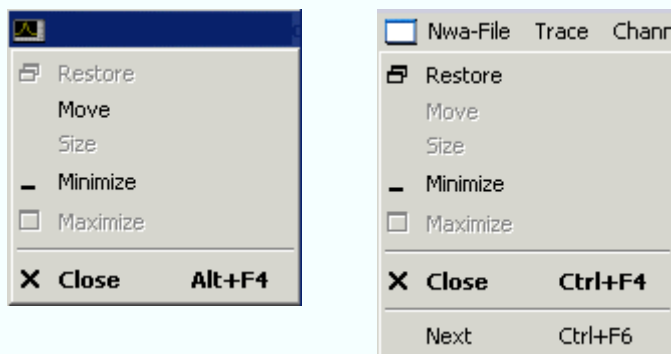 Restore
Move
Size
Minimize
Maximize
Close Alt+F4
Nwa-File Trace Chann
Restore
Move
Size
Minimize
Maximize
Close Ctrl+F4
Next Ctrl+F6